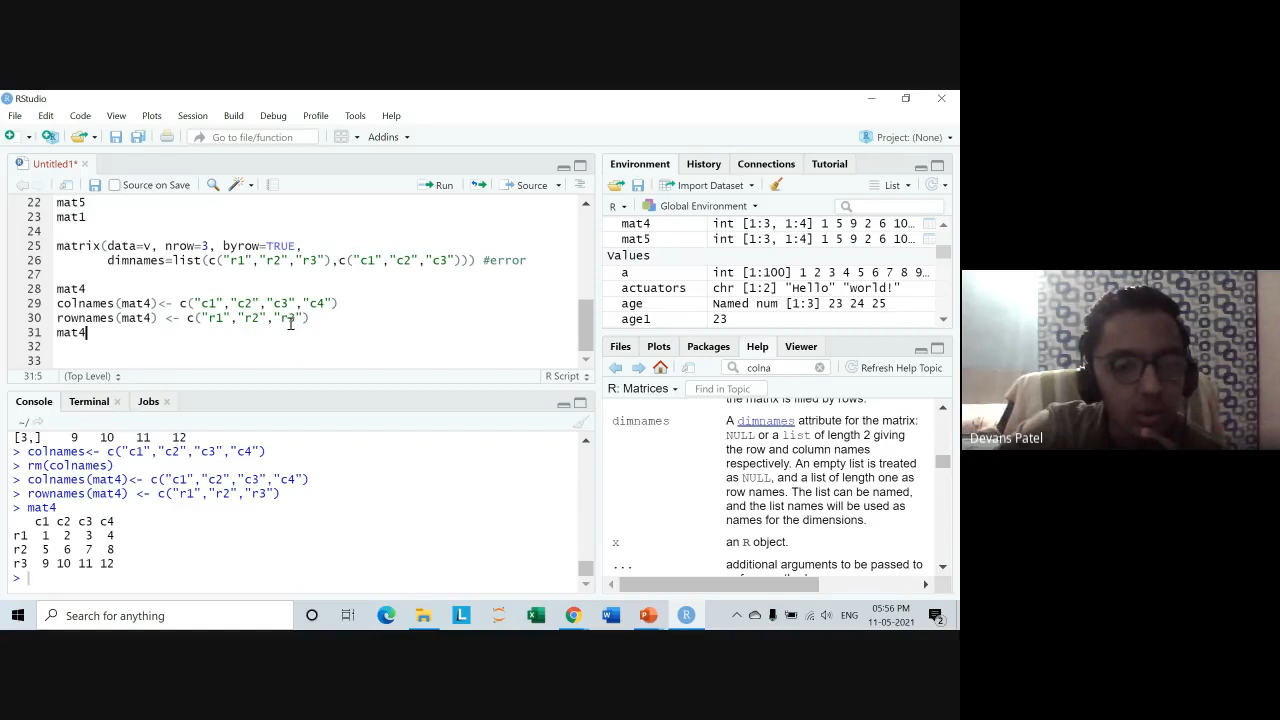 RStudio
File Edit Code View Plots Session Build Debug Profile Tools Help
Go to file/function Addins Project: (None)
Untitled1*
Source on Save Run Source
22 mat5
23 mat1
24
25 matrix(data=v, nrow=3, byrow=TRUE,
26 dimnames=list(c("r1","r2","r3"),c("c1","c2","c3"))) #error
27
28 mat4
29 colnames(mat4)<- c("c1","c2","c3","c4")
30 rownames(mat4) <- c("r1","r2","r3")
31 mat4
32
33
31:5 (Top Level) R Script
Console Terminal Jobs
~/
[3,] 9 10 11 12
> colnames<- c("c1","c2","c3","c4")
> rm(colnames)
> colnames(mat4)<- c("c1","c2","c3","c4")
> rownames(mat4) <- c("r1","r2","r3")
> mat4
c1 c2 c3 c4
r1 1 2 3 4
r2 5 6 7 8
r3 9 10 11 12
>
Environment History Connections Tutorial
Import Dataset List
R Global Environment
mat4 int [1:3, 1:4] 1 5 9 2 6 10...
mat5 int [1:3, 1:4] 1 5 9 2 6 10...
Values
a int [1:100] 1 2 3 4 5 6 7 8 9...
actuators chr [1:2] "Hello" "world!"
age Named num [1:3] 23 24 25
age1 23
Files Plots Packages Help Viewer
colna Refresh Help Topic
R: Matrices Find in Topic
the matrix is filled by rows.
dimnames A dimnames attribute for the matrix:
NULL or a list of length 2 giving
the row and column names
respectively. An empty list is treated
as NULL, and a list of length one as
row names. The list can be named,
and the list names will be used as
names for the dimensions.
x an R object.
... additional arguments to be passed to
Devans Patel
Search for anything
ENG
05:56 PM
11-05-2021
2